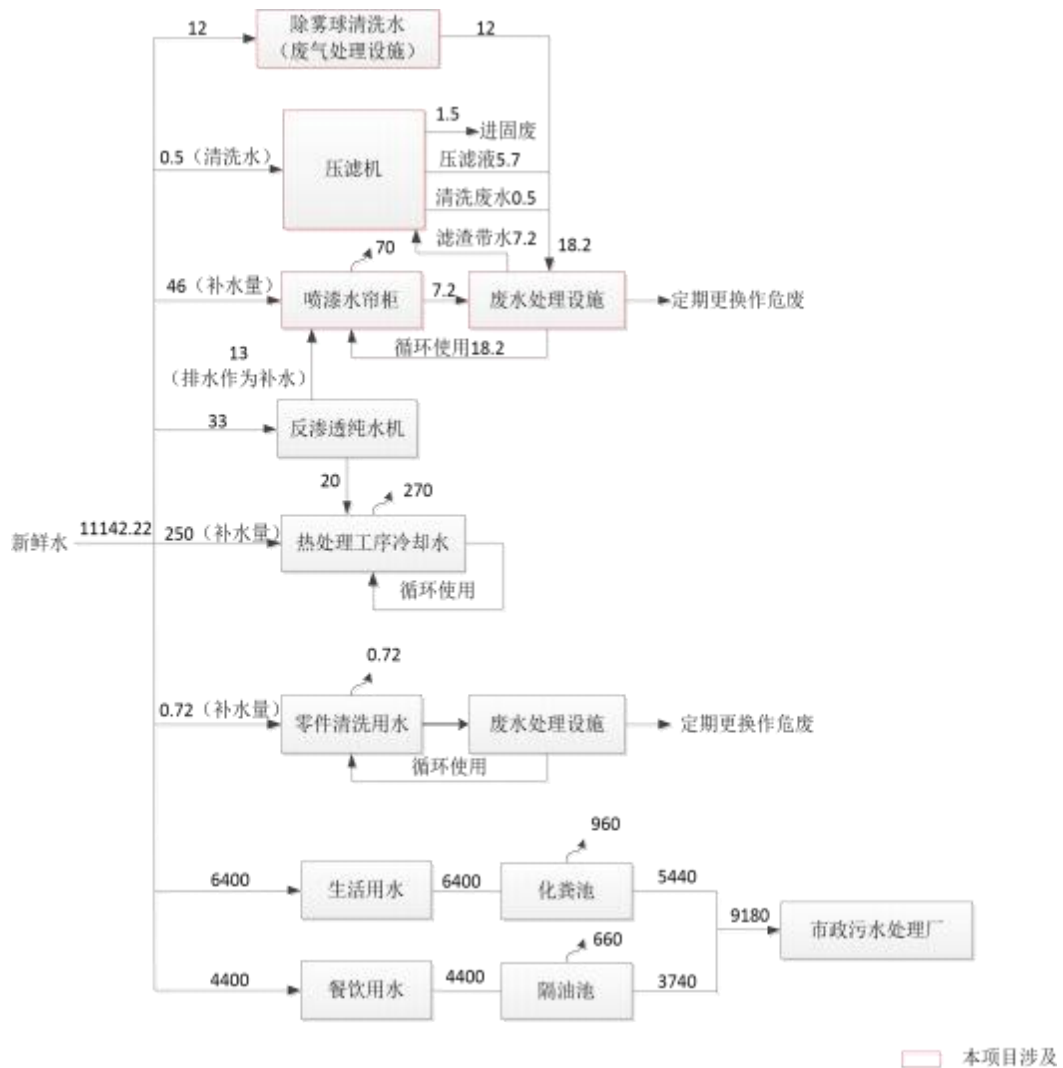 12
除雾球清洗水
（废气处理设施）
12
1.5
进固废
0.5（清洗水）
压滤机
压滤液5.7
清洗废水0.5
滤渣带水7.2
18.2
70
46（补水量）
喷漆水帘柜
7.2
废水处理设施
定期更换作危废
循环使用18.2
13
（排水作为补水）
33
反渗透纯水机
20
270
新鲜水
11142.22
250（补水量）
热处理工序冷却水
循环使用
0.72
0.72（补水量）
零件清洗用水
废水处理设施
定期更换作危废
循环使用
960
6400
生活用水
6400
化粪池
5440
9180
市政污水处理厂
660
4400
餐饮用水
4400
隔油池
3740
本项目涉及